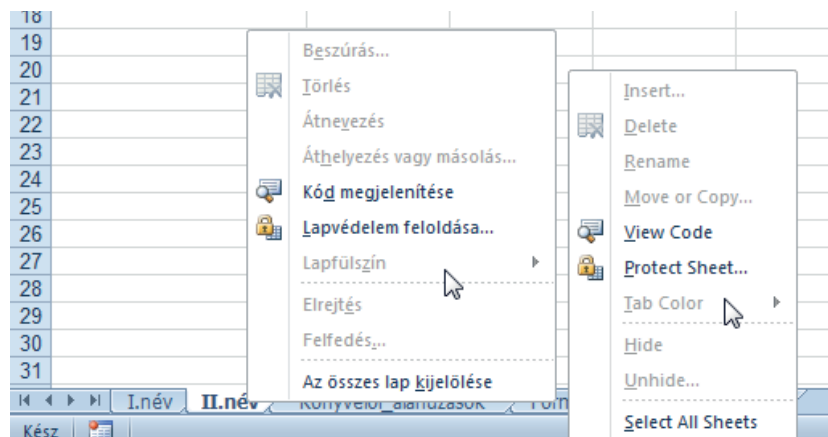 18
19
20
21
22
23
24
25
26
27
28
29
30
31
Beszúrás...
Törlés
Átnevezés
Áthelyezés vagy másolás...
Kód megjelenítése
Lapvédelem feloldása...
Lapfülszín
Elrejtés
Felfedés...
Az összes lap kijelölése
Insert...
Delete
Rename
Move or Copy...
View Code
Protect Sheet...
Tab Color
Hide
Unhide...
Select All Sheets
I.név II.név
Kész